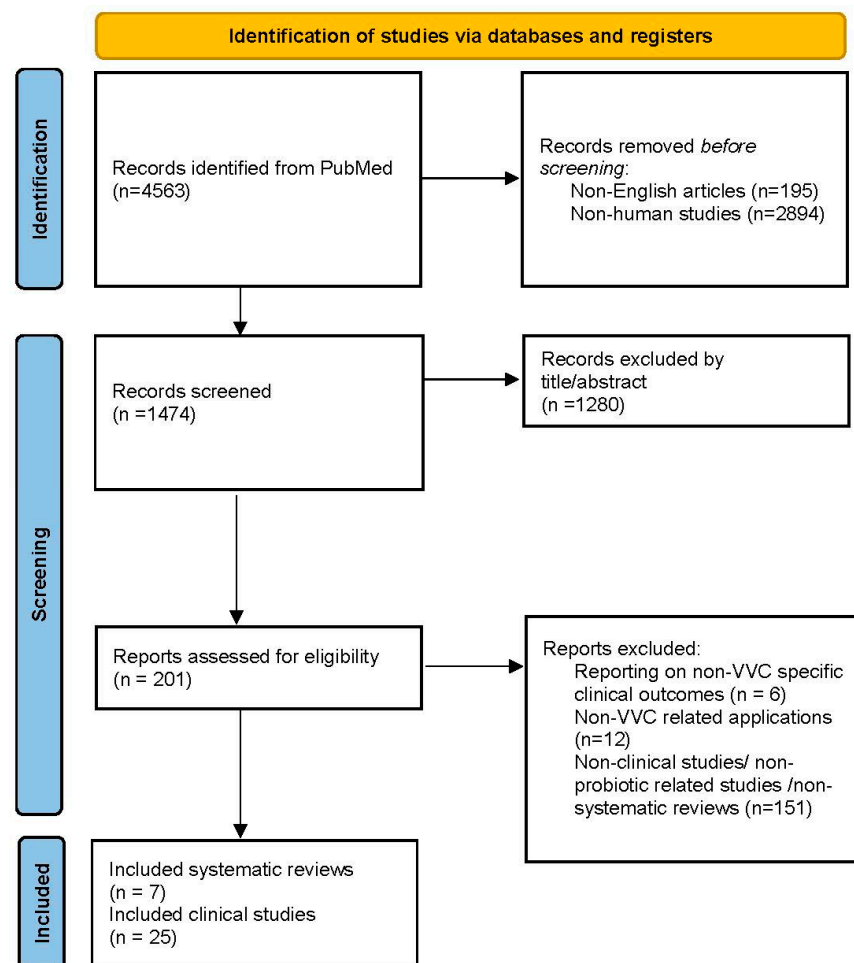 Identification of studies via databases and registers
Identification
Records identified from PubMed
(n=4563)
Records removed before
screening:
Non-English articles (n=195)
Non-human studies (n=2894)
Screening
Records screened
(n =1474)
Records excluded by
title/abstract
(n =1280)
Reports assessed for eligibility
(n = 201)
Reports excluded:
Reporting on non-VVC specific
clinical outcomes (n = 6)
Non-VVC related applications
(n=12)
Non-clinical studies/ non-
probiotic related studies /non-
systematic reviews (n=151)
Included
Included systematic reviews
(n = 7)
Included clinical studies
(n = 25)